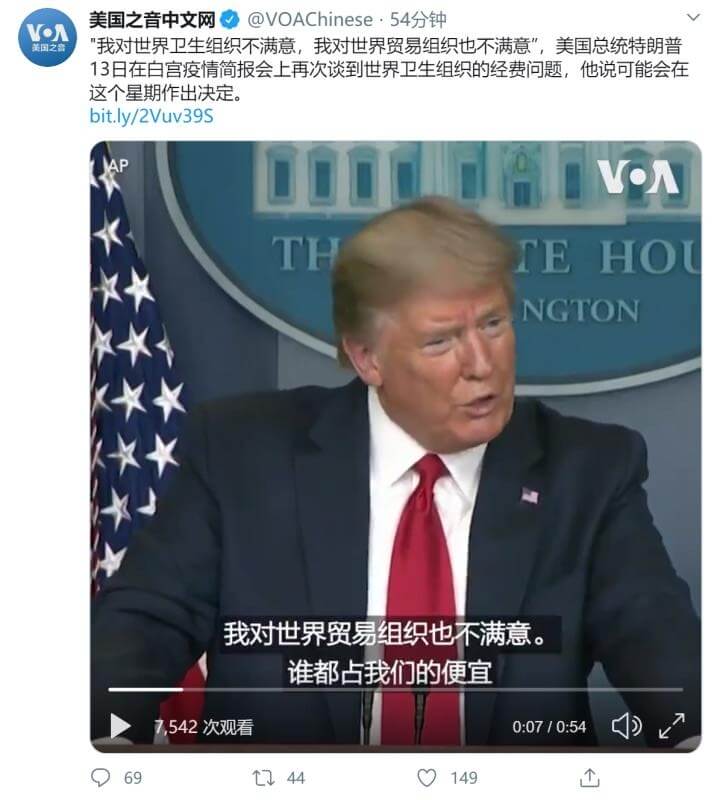 美国之音中文网 @VOAChinese · 54分钟
"我对世界卫生组织不满意，我对世界贸易组织也不满意"，美国总统特朗普
13日在白宫疫情简报会上再次谈到世界卫生组织的经费问题，他说可能会在
这个星期作出决定。
bit.ly/2Vuv39S
VOA
美国之音
AP
VOA
THE WHITE HOU
NGTON
我对世界贸易组织也不满意。
谁都占我们的便宜
7,542 次观看
0:07 / 0:54
69
44
149